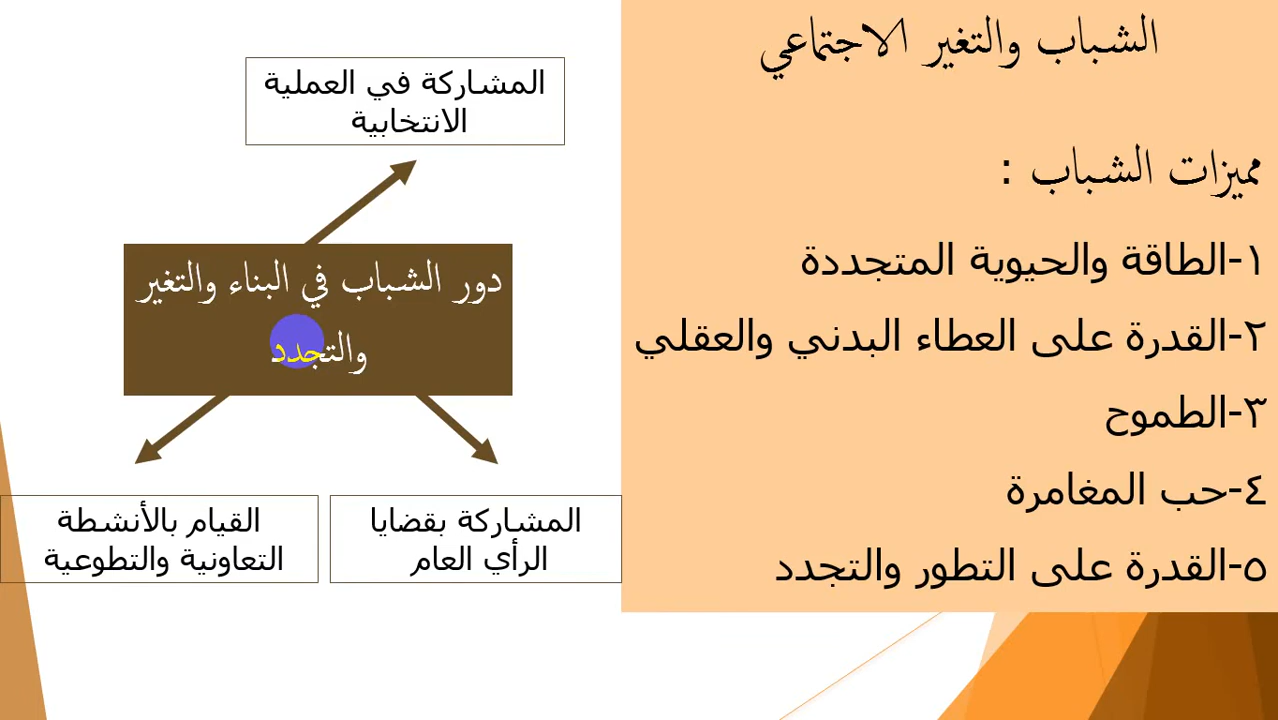 الشباب والتغير الاجتماعي
مميزات الشباب :
١-الطاقة والحيوية المتجددة
٢-القدرة على العطاء البدني والعقلي
٣-الطموح
٤-حب المغامرة
٥-القدرة على التطور والتجدد
المشاركة في العملية
الانتخابية
دور الشباب في البناء والتغير
والتجدد
المشاركة بقضايا
الرأي العام
القيام بالأنشطة
التعاونية والتطوعية